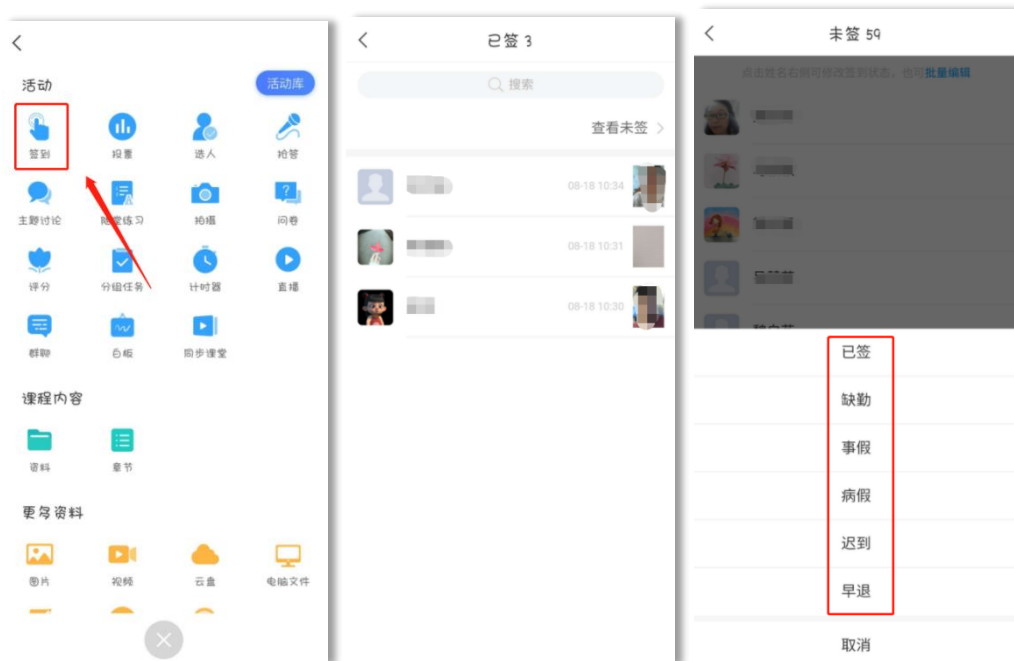 活动
活动库
签到 投票 选人 抢答
主题讨论 随堂练习 拍摄 问卷
评分 分组任务 计时器 直播
群聊 白板 同步课堂
课程内容
资料 章节
更多资料
图片 视频 云盘 电脑文件
已签 3
搜索
查看未签
08-18 10:34
08-18 10:31
08-18 10:30
未签 59
点击姓名右侧可修改签到状态，也可批量编辑
已签
缺勤
事假
病假
迟到
早退
取消